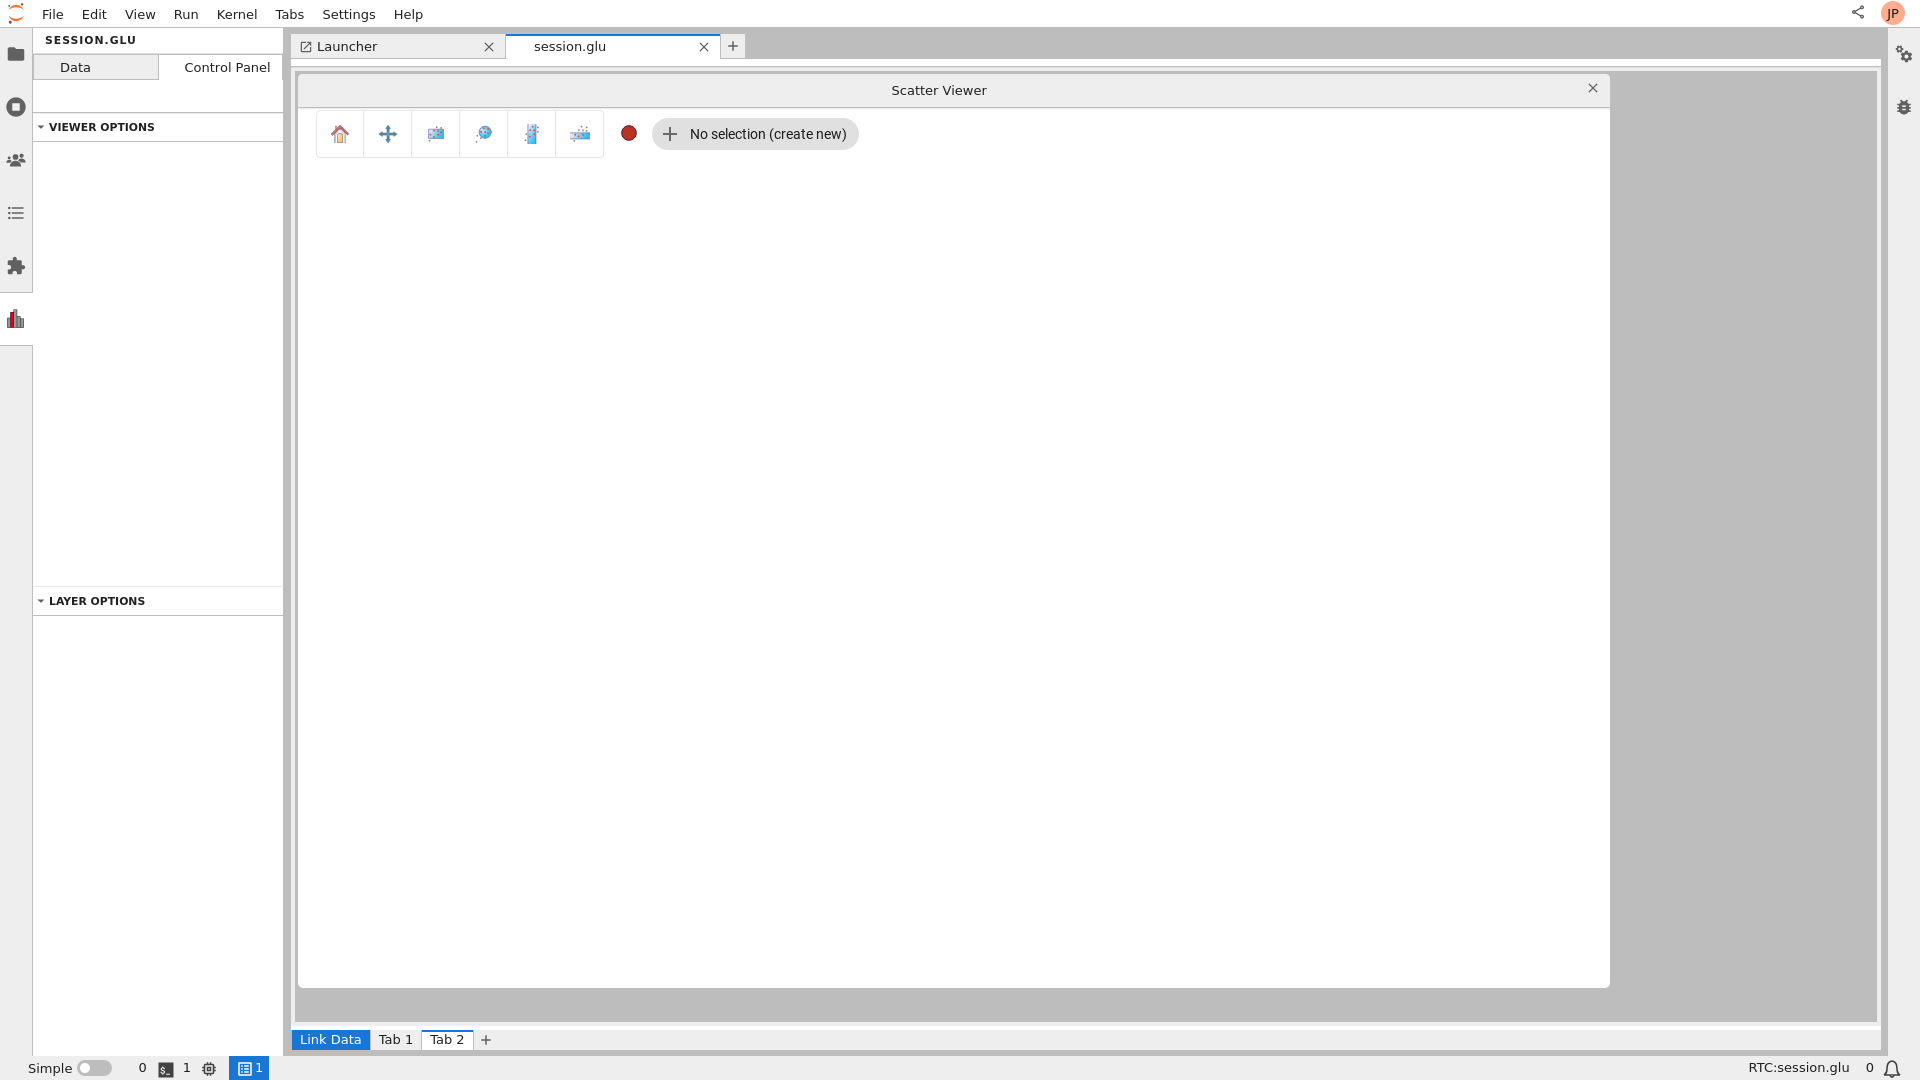 File Edit View Run Kernel Tabs Settings Help
JP
SESSION.GLU
Data Control Panel
VIEWER OPTIONS
LAYER OPTIONS
Launcher
session.glu
Scatter Viewer
No selection (create new)
Link Data Tab 1 Tab 2
Simple 0 $_ 1 1
RTC:session.glu 0